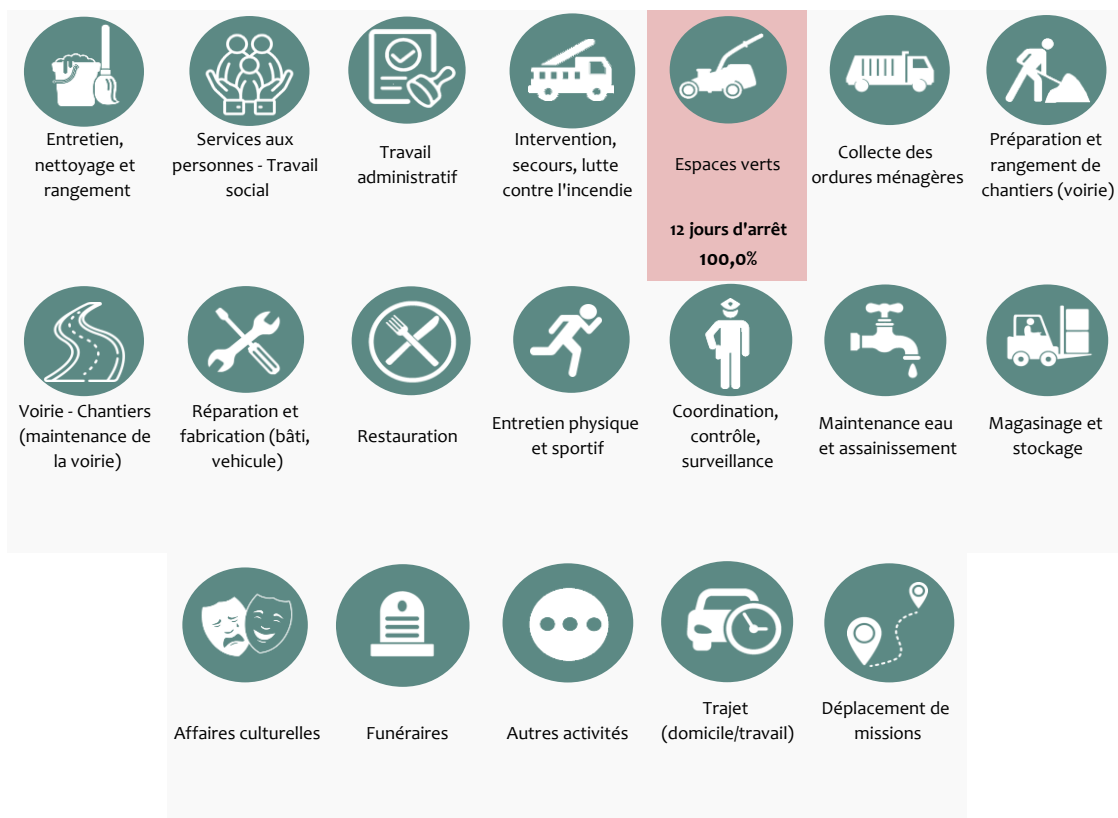 Entretien,
nettoyage et
rangement
Services aux
personnes - Travail
social
Travail
administratif
Intervention,
secours, lutte
contre l'incendie
Espaces verts
12 jours d'arrêt
100,0%
Collecte des
ordures ménagères
Préparation et
rangement de
chantiers (voirie)
Voirie - Chantiers
(maintenance de
la voirie)
Réparation et
fabrication (bâti,
vehicule)
Restauration
Entretien physique
et sportif
Coordination,
contrôle,
surveillance
Maintenance eau
et assainissement
Magasinage et
stockage
Affaires culturelles
Funéraires
Autres activités
Trajet
(domicile/travail)
Déplacement de
missions